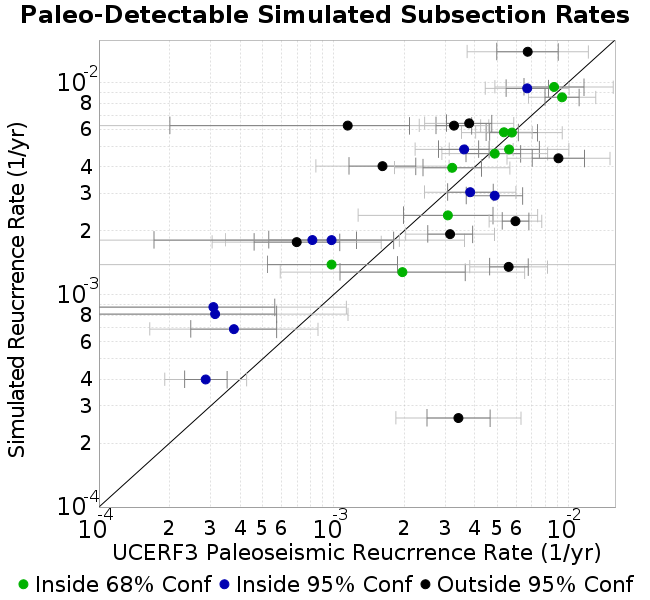 Paleo-Detectable Simulated Subsection Rates
Simulated Reucrrence Rate (1/yr)
10-2
8
6
4
3
2
10-3
8
6
4
3
2
10-4
10-4 2 3 4 5 6 10-3 2 3 4 5 6 10-2
UCERF3 Paleoseismic Reucrrence Rate (1/yr)
Inside 68% Conf Inside 95% Conf Outside 95% Conf